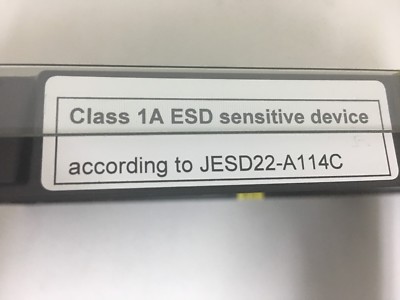 Class 1A ESD sensitive device
according to JESD22-A114C